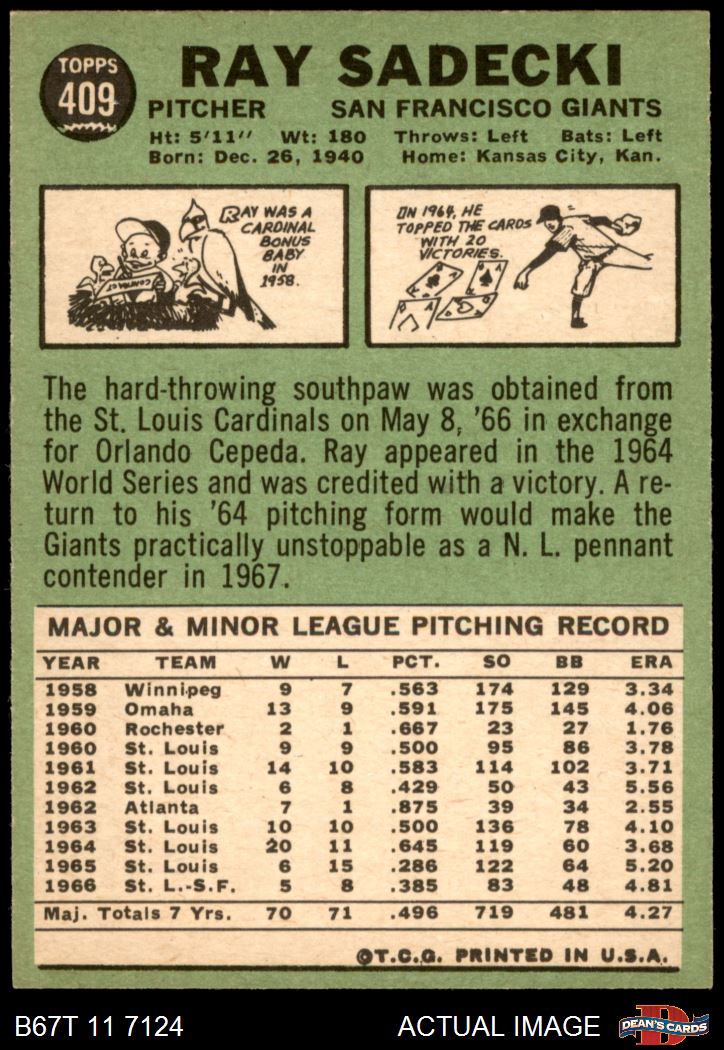 TOPPS
409
RAY SADECKI
PITCHER SAN FRANCISCO GIANTS
Ht: 5'11" Wt: 180 Throws: Left Bats: Left
Born: Dec. 26, 1940 Home: Kansas City, Kan.
RAY WAS A
CARDINAL
BONUS
BABY
IN
1958.
CONTRACT
IN 1964, HE
TOPPED THE CARDS
WITH 20
VICTORIES.
A
A
A
A
The hard-throwing southpaw was obtained from
the St. Louis Cardinals on May 8, '66 in exchange
for Orlando Cepeda. Ray appeared in the 1964
World Series and was credited with a victory. A re-
turn to his '64 pitching form would make the
Giants practically unstoppable as a N. L. pennant
contender in 1967.
MAJOR & MINOR LEAGUE PITCHING RECORD
YEAR TEAM W L PCT. SO BB ERA
1958 Winnipeg 9 7 .563 174 129 3.34
1959 Omaha 13 9 .591 175 145 4.06
1960 Rochester 2 1 .667 23 27 1.76
1960 St. Louis 9 9 .500 95 86 3.78
1961 St. Louis 14 10 .583 114 102 3.71
1962 St. Louis 6 8 .429 50 43 5.56
1962 Atlanta 7 1 .875 39 34 2.55
1963 St. Louis 10 10 .500 136 78 4.10
1964 St. Louis 20 11 .645 119 60 3.68
1965 St. Louis 6 15 .286 122 64 5.20
1966 St. L.-S.F. 5 8 .385 83 48 4.81
Maj. Totals 7 Yrs. 70 71 .496 719 481 4.27
©T.C.G. PRINTED IN U.S.A.
B67T 11 7124 ACTUAL IMAGE
D
DEAN'S CARDS